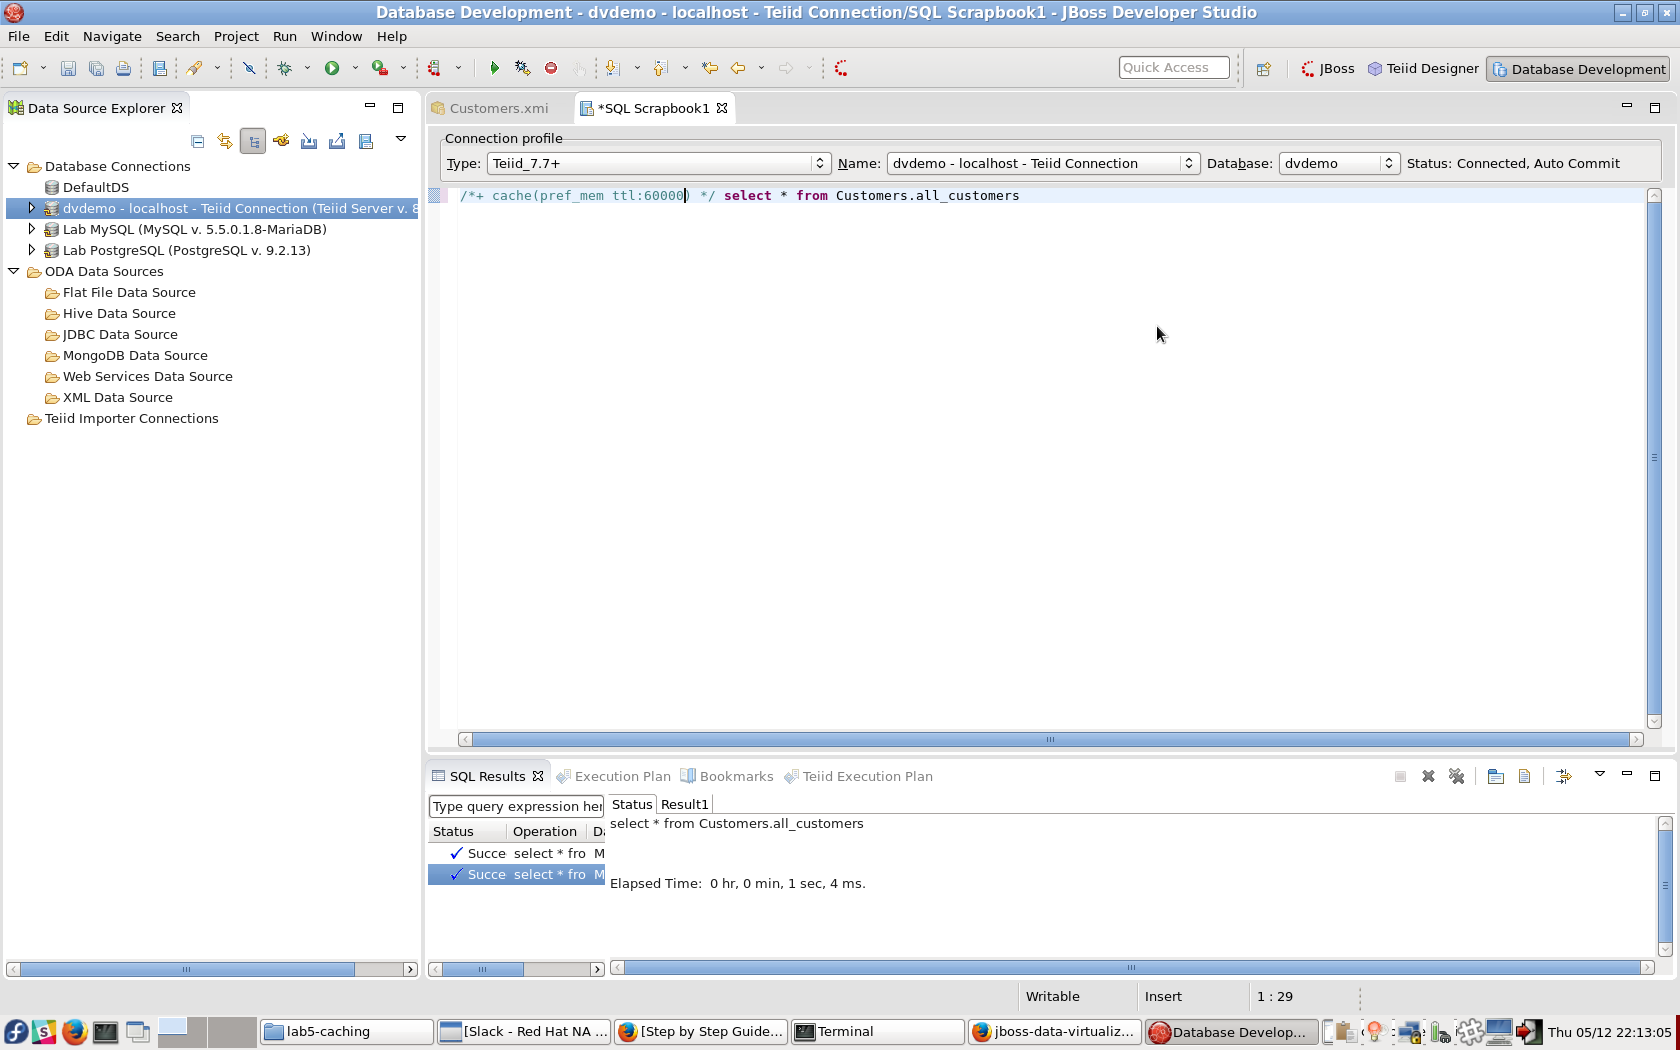 Database Development - dvdemo - localhost - Teiid Connection/SQL Scrapbook1 - JBoss Developer Studio
File Edit Navigate Search Project Run Window Help
Quick Access
JBoss
Teiid Designer
Database Development
Data Source Explorer
Database Connections
DefaultDS
dvdemo - localhost - Teiid Connection (Teiid Server v. 8
Lab MySQL (MySQL v. 5.5.0.1.8-MariaDB)
Lab PostgreSQL (PostgreSQL v. 9.2.13)
ODA Data Sources
Flat File Data Source
Hive Data Source
JDBC Data Source
MongoDB Data Source
Web Services Data Source
XML Data Source
Teiid Importer Connections
Customers.xmi
*SQL Scrapbook1
Connection profile
Type: Teiid_7.7+ Name: dvdemo - localhost - Teiid Connection Database: dvdemo Status: Connected, Auto Commit
/*+ cache(pref_mem ttl:60000) */ select * from Customers.all_customers
SQL Results
Execution Plan
Bookmarks
Teiid Execution Plan
Type query expression her
Status Operation Da
Succe select * fro M
Succe select * fro M
Status Result1
select * from Customers.all_customers
Elapsed Time: 0 hr, 0 min, 1 sec, 4 ms.
Writable Insert 1 : 29
lab5-caching
[Slack - Red Hat NA ...
[Step by Step Guide...
Terminal
jboss-data-virtualiz...
Database Develop...
Thu 05/12 22:13:05